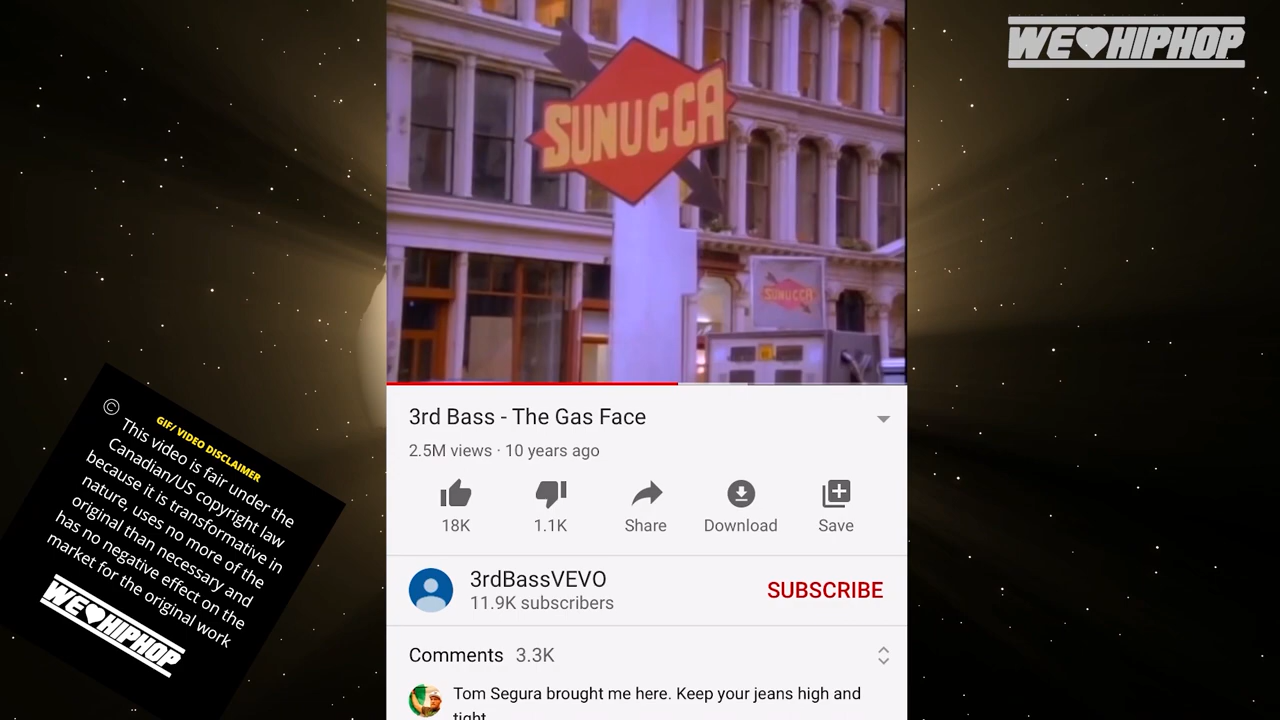 WE HIPHOP
SUNUCCA
SUNUCCA
3rd Bass - The Gas Face
2.5M views · 10 years ago
18K
1.1K
Share
Download
Save
3rdBassVEVO
11.9K subscribers
SUBSCRIBE
Comments 3.3K
Tom Segura brought me here. Keep your jeans high and
tight
©
GIF/ VIDEO DISCLAIMER
This video is fair under the
Canadian/US copyright law
because it is transformative in
nature, uses no more of the
original than necessary and
has no negative effect on the
market for the original work
WE HIPHOP